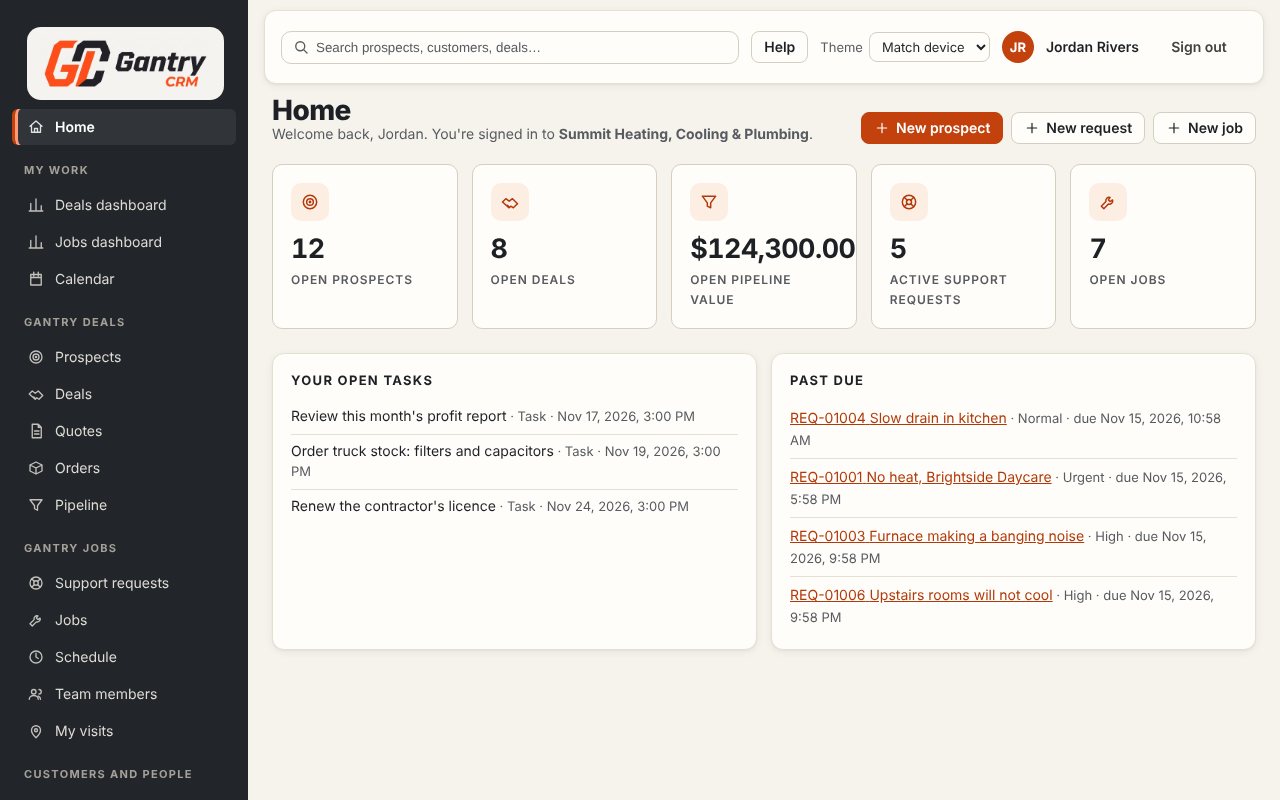 Gantry
CRM
Home
MY WORK
Deals dashboard
Jobs dashboard
Calendar
GANTRY DEALS
Prospects
Deals
Quotes
Orders
Pipeline
GANTRY JOBS
Support requests
Jobs
Schedule
Team members
My visits
CUSTOMERS AND PEOPLE
Search prospects, customers, deals…
Help
Theme
Match device
JR
Jordan Rivers
Sign out
Home
Welcome back, Jordan. You're signed in to Summit Heating, Cooling & Plumbing.
New prospect
New request
New job
12
OPEN PROSPECTS
8
OPEN DEALS
$124,300.00
OPEN PIPELINE
VALUE
5
ACTIVE SUPPORT
REQUESTS
7
OPEN JOBS
YOUR OPEN TASKS
Review this month's profit report · Task · Nov 17, 2026, 3:00 PM
Order truck stock: filters and capacitors · Task · Nov 19, 2026, 3:00
PM
Renew the contractor's licence · Task · Nov 24, 2026, 3:00 PM
PAST DUE
REQ-01004 Slow drain in kitchen · Normal · due Nov 15, 2026, 10:58
AM
REQ-01001 No heat, Brightside Daycare · Urgent · due Nov 15, 2026,
5:58 PM
REQ-01003 Furnace making a banging noise · High · due Nov 15,
2026, 9:58 PM
REQ-01006 Upstairs rooms will not cool · High · due Nov 15, 2026,
9:58 PM